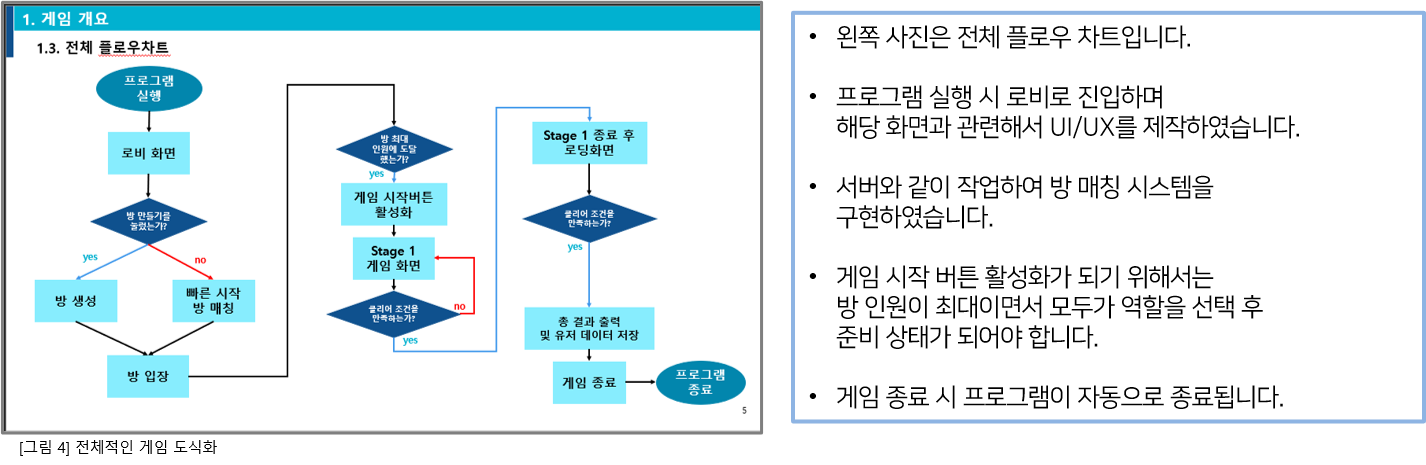 1. 게임 개요
1.3. 전체 플로우차트
프로그램
실행
로비 화면
방 만들기를
눌렀는가?
yes
no
방 생성
빠른 시작
방 매칭
방 입장
방 최대
인원에 도달
했는가?
yes
게임 시작버튼
활성화
Stage 1
게임 화면
클리어 조건을
만족하는가?
no
yes
Stage 1 종료 후
로딩화면
클리어 조건을
만족하는가?
yes
총 결과 출력
및 유저 데이터 저장
게임 종료
프로그램
종료
5
[그림 4] 전체적인 게임 도식화
• 왼쪽 사진은 전체 플로우 차트입니다.
• 프로그램 실행 시 로비로 진입하며
해당 화면과 관련해서 UI/UX를 제작하였습니다.
• 서버와 같이 작업하여 방 매칭 시스템을
구현하였습니다.
• 게임 시작 버튼 활성화가 되기 위해서는
방 인원이 최대이면서 모두가 역할을 선택 후
준비 상태가 되어야 합니다.
• 게임 종료 시 프로그램이 자동으로 종료됩니다.